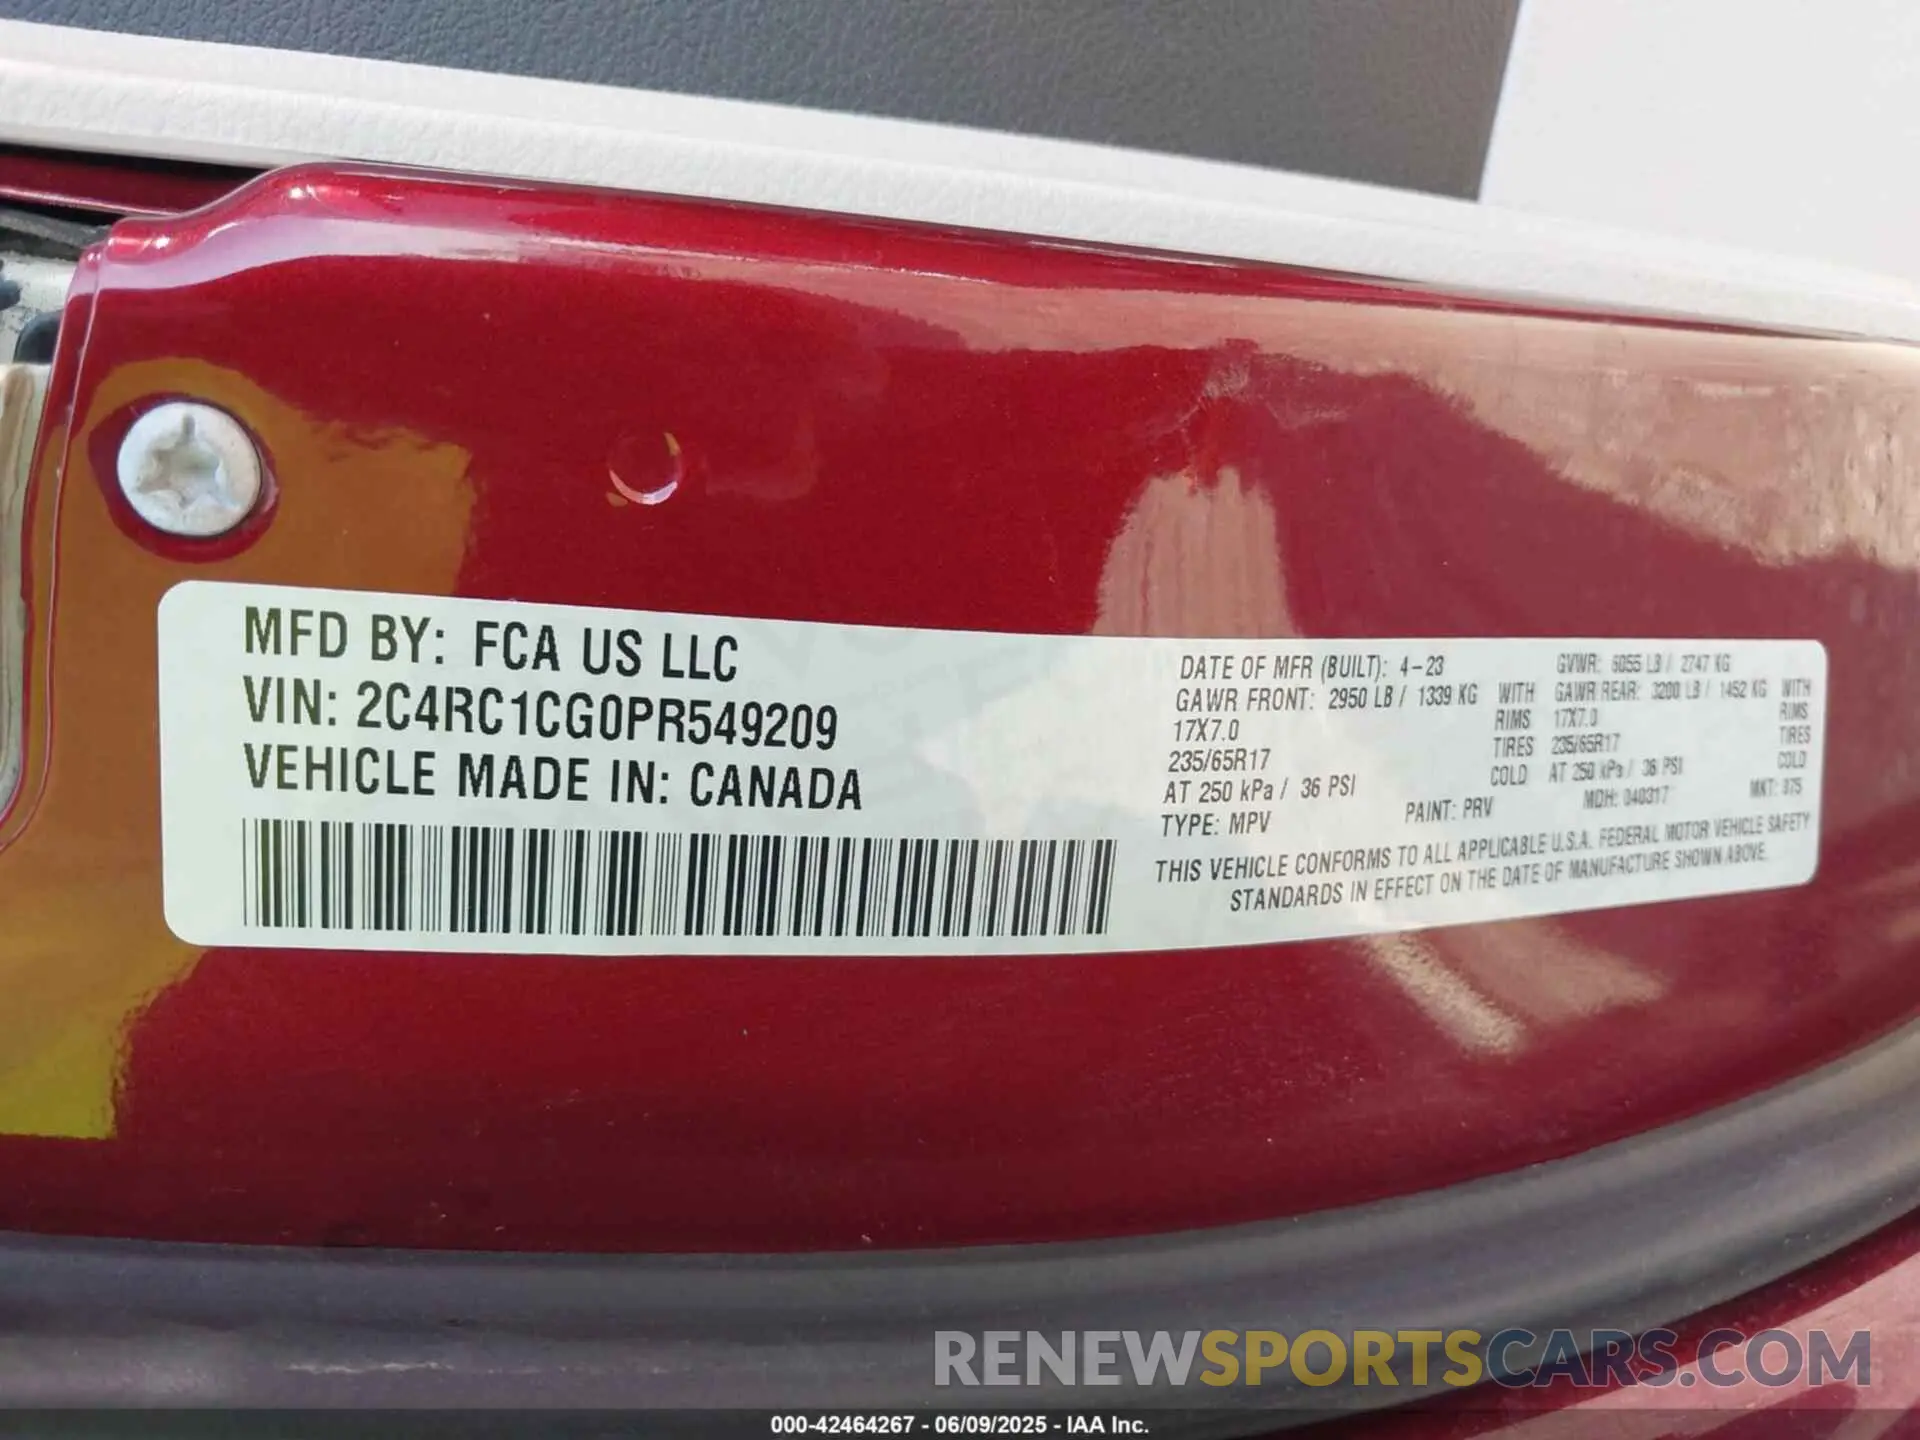 MFD BY: FCA US LLC
VIN: 2C4RC1CG0PR549209
VEHICLE MADE IN: CANADA
DATE OF MFR (BUILT): 4-23 GVWR: 6055 LB / 2747 KG
GAWR FRONT: 2950 LB / 1339 KG WITH GAWR REAR: 3200 LB / 1452 KG WITH
17X7.0 RIMS 17X7.0 RIMS
235/65R17 TIRES 235/65R17 TIRES
AT 250 kPa / 36 PSI COLD AT 250 kPa / 36 PSI COLD
TYPE: MPV PAINT: PRV MDH: 040317 MKT:
THIS VEHICLE CONFORMS TO ALL APPLICABLE U.S.A. FEDERAL MOTOR VEHICLE SAFETY
STANDARDS IN EFFECT ON THE DATE OF MANUFACTURE SHOWN ABOVE.
RENEWSPORTSCARS.COM
000-42464267 - 06/09/2025 - IAA Inc.